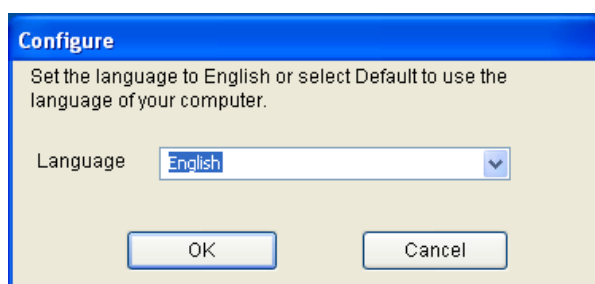 Configure
Set the language to English or select Default to use the
language of your computer.
Language English
OK Cancel